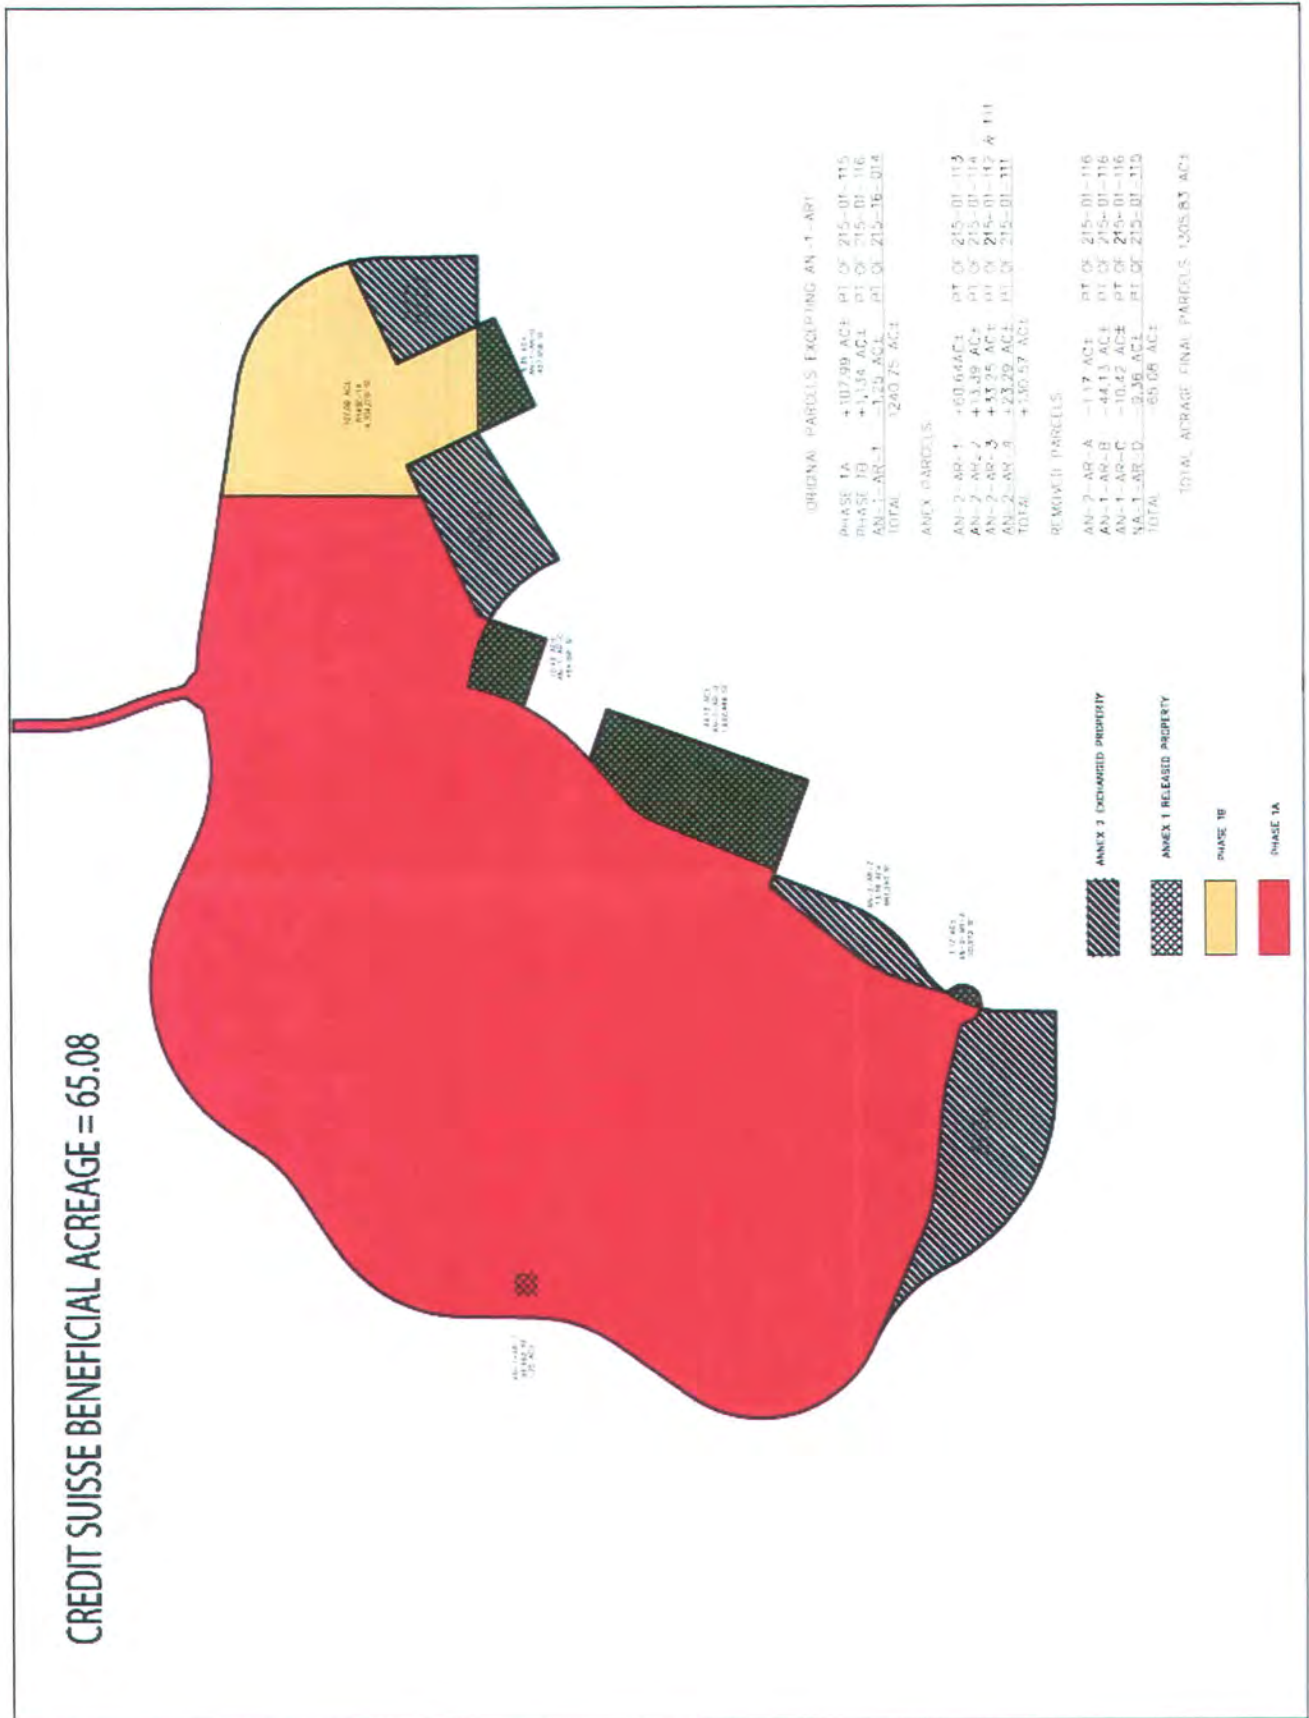 CREDIT SUISSE BENEFICIAL ACREAGE = 65.08
ORIGINAL PARCELS EXCEPTING AN-1-AR1
PHASE 1A +107.99 AC± PT OF 215-01-115
PHASE 1B +1,134 AC± PT OF 215-01-116
AN-1-AR-1 -1.25 AC± PT OF 215-16-014
TOTAL 1240.75 AC±
ANEX PARCELS:
AN-2-AR-1 +60.64AC± PT OF 215-01-113
AN-2-AR-2 +13.39 AC± PT OF 215-01-114
AN-2-AR-3 +33.25 AC± PT OF 215-01-112 & 111
AN-2-AR-4 +23.29 AC± PT OF 215-01-111
TOTAL +130.57 AC±
REMOVED PARCELS
AN-2-AR-A -1.17 AC± PT OF 215-01-116
AN-1-AR-B -44.13 AC± PT OF 215-01-116
AN-1-AR-C -10.42 AC± PT OF 215-01-116
NA-1-AR-D -9.36 AC± PT OF 215-01-115
TOTAL -65.08 AC±
TOTAL ACRAGE FINAL PARCELS 1305.83 AC±
ANNEX 2 EXCHANGED PROPERTY
ANNEX 1 RELEASED PROPERTY
PHASE 1B
PHASE 1A